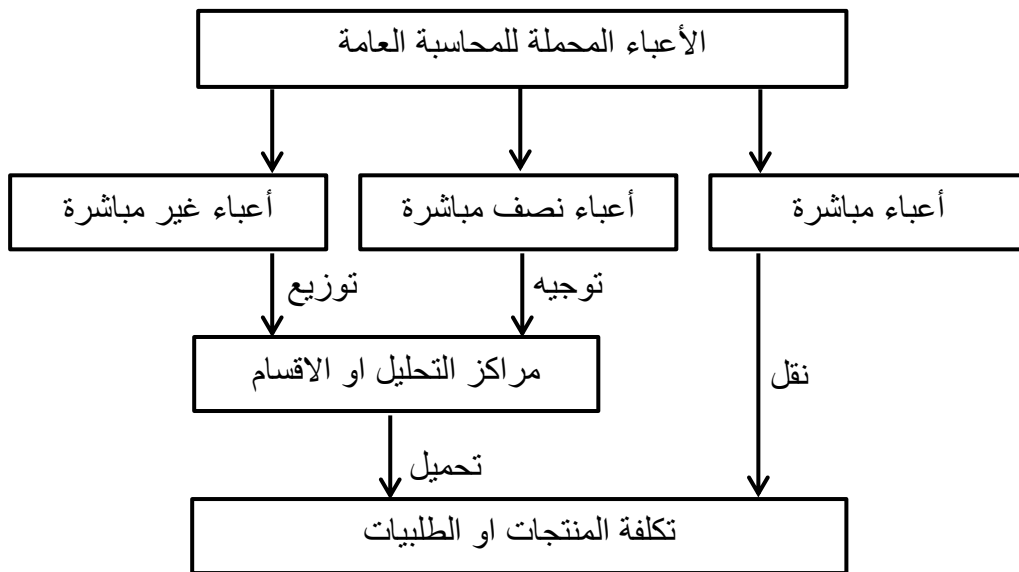 الأعباء المحملة للمحاسبة العامة
أعباء مباشرة
أعباء نصف مباشرة
أعباء غير مباشرة
توجيه
توزيع
مراكز التحليل او الاقسام
نقل
تحميل
تكلفة المنتجات او الطلبيات